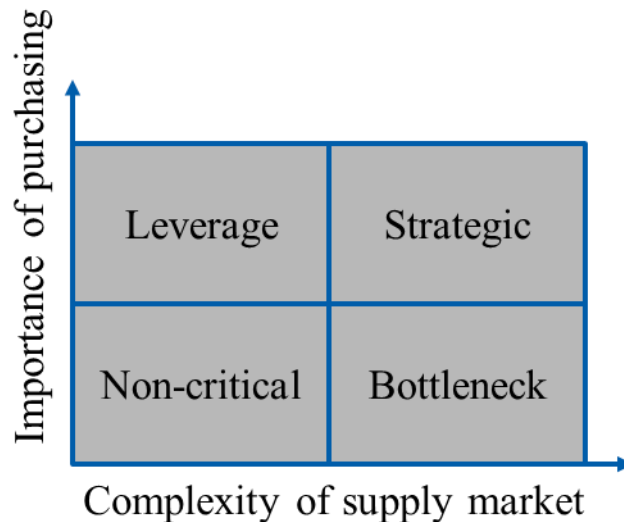 Importance of purchasing
Leverage
Strategic
Non-critical
Bottleneck
Complexity of supply market